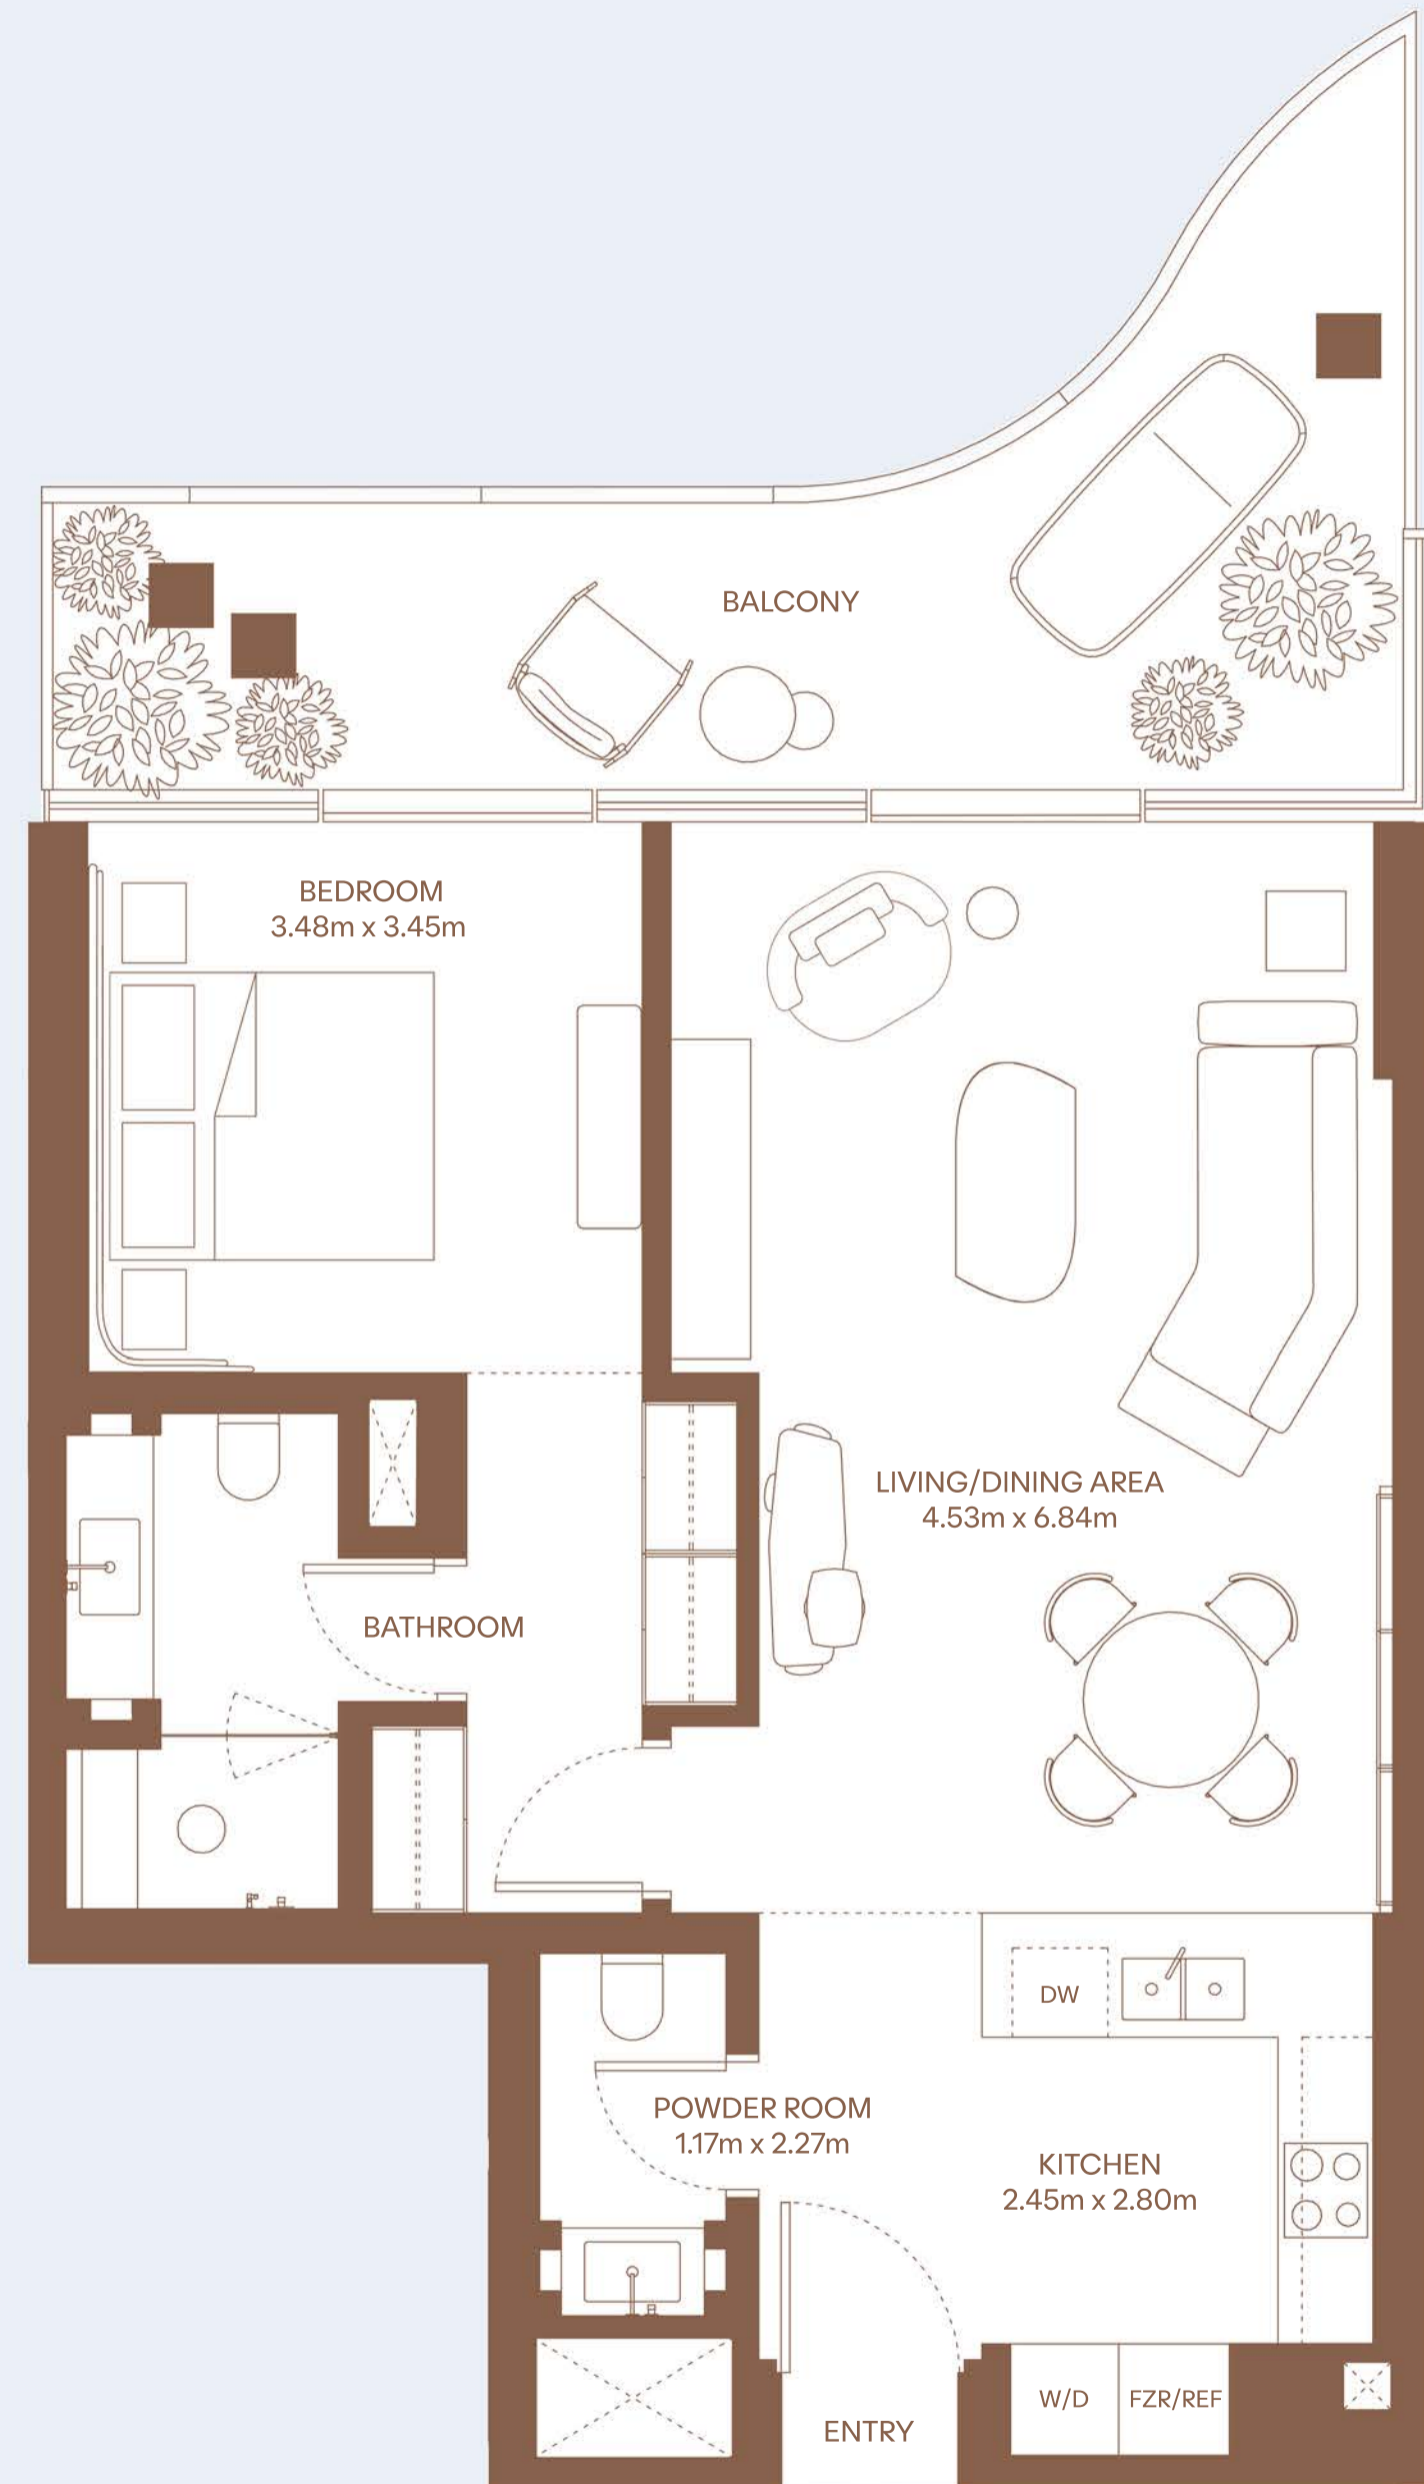 BALCONY
BEDROOM
3.48m x 3.45m
LIVING/DINING AREA
4.53m x 6.84m
BATHROOM
DW
POWDER ROOM
1.17m x 2.27m
KITCHEN
2.45m x 2.80m
W/D
FZR/REF
ENTRY